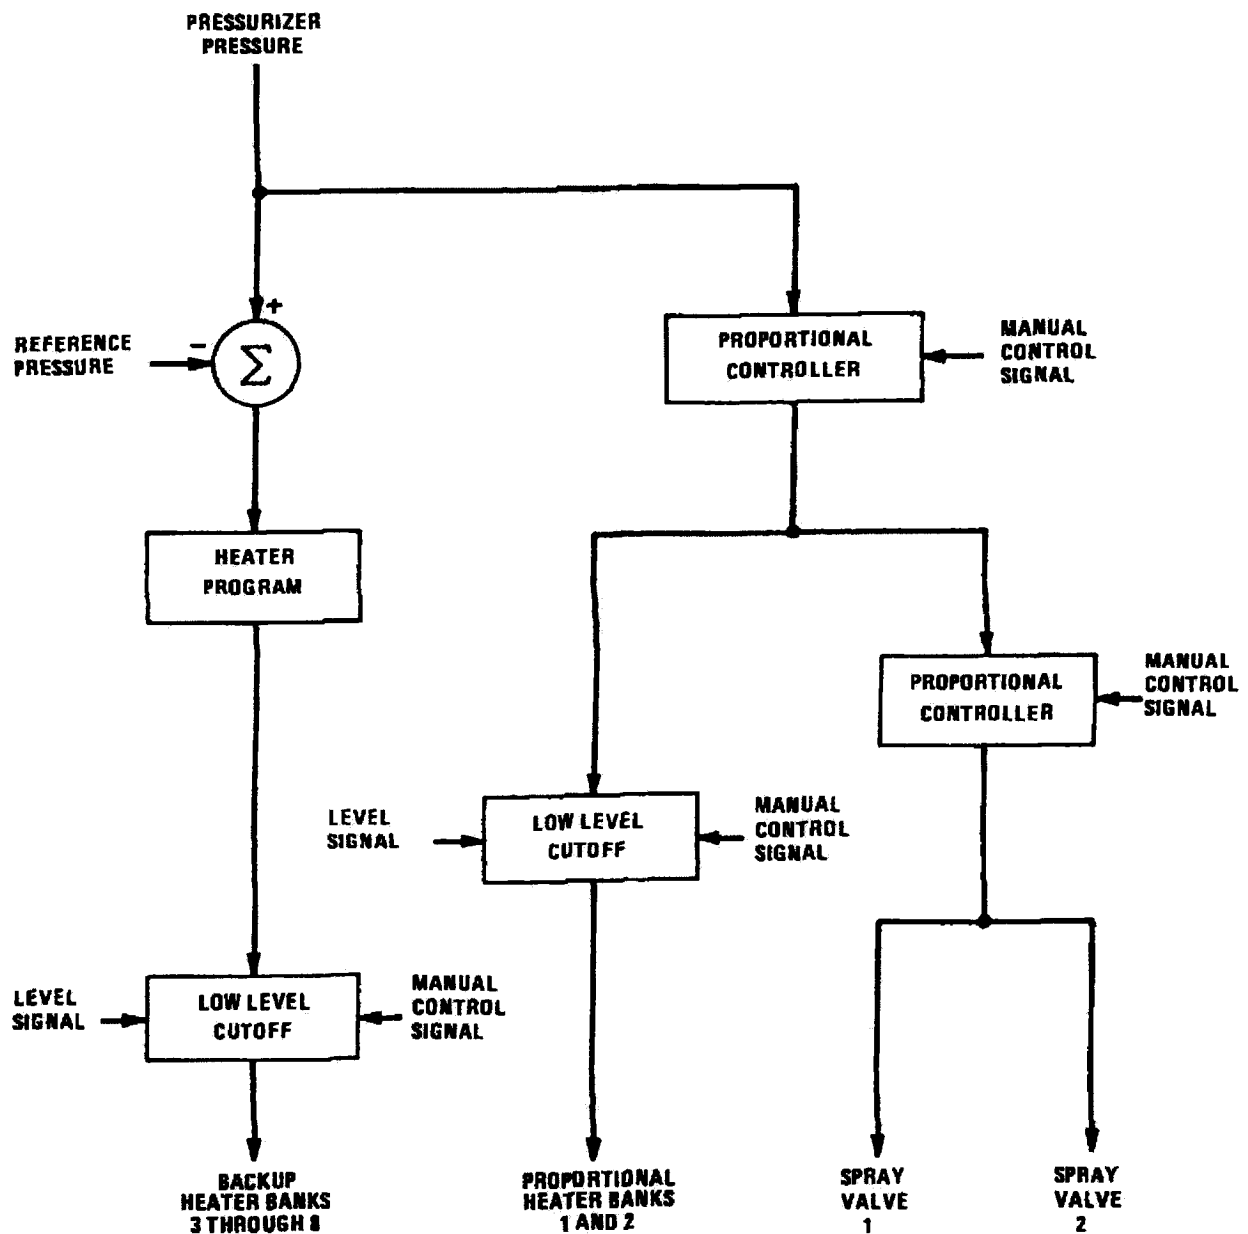 PRESSURIZER
PRESSURE
+
REFERENCE
PRESSURE
−
Σ
PROPORTIONAL
CONTROLLER
MANUAL
CONTROL
SIGNAL
HEATER
PROGRAM
PROPORTIONAL
CONTROLLER
MANUAL
CONTROL
SIGNAL
LEVEL
SIGNAL
LOW LEVEL
CUTOFF
MANUAL
CONTROL
SIGNAL
LEVEL
SIGNAL
LOW LEVEL
CUTOFF
MANUAL
CONTROL
SIGNAL
BACKUP
HEATER BANKS
3 THROUGH 8
PROPORTIONAL
HEATER BANKS
1 AND 2
SPRAY
VALVE
1
SPRAY
VALVE
2